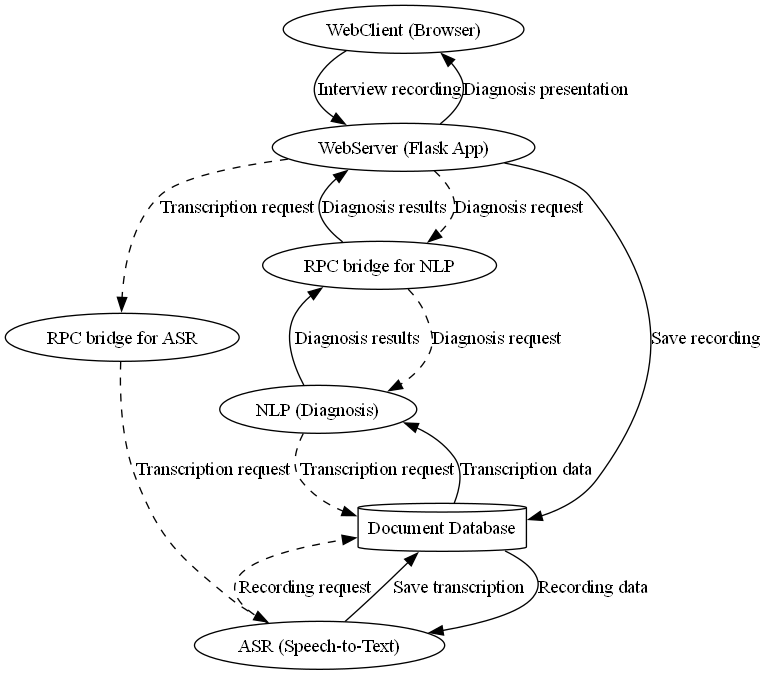 WebClient (Browser)
Interview recording
Diagnosis presentation
WebServer (Flask App)
Transcription request
Diagnosis results
Diagnosis request
RPC bridge for NLP
RPC bridge for ASR
Diagnosis results
Diagnosis request
Save recording
NLP (Diagnosis)
Transcription request
Transcription request
Transcription data
Document Database
Recording request
Save transcription
Recording data
ASR (Speech-to-Text)